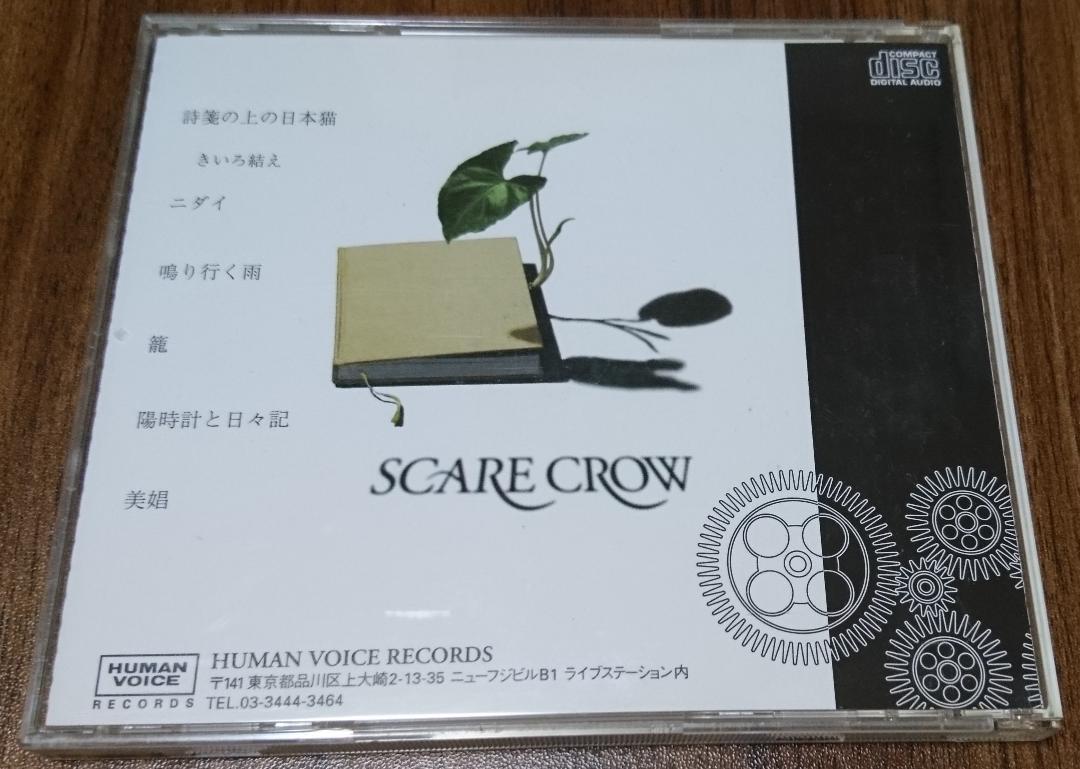 COMPACT
disc
DIGITAL AUDIO
詩箋の上の日本猫
きいろ結え
ニダイ
鳴り行く雨
籠
陽時計と日々記
美娼
SCARE CROW
HUMAN VOICE RECORDS
HUMAN VOICE RECORDS
〒141 東京都品川区上大崎2-13-35 ニューフジビルB1 ライブステーション内
TEL.03-3444-3464